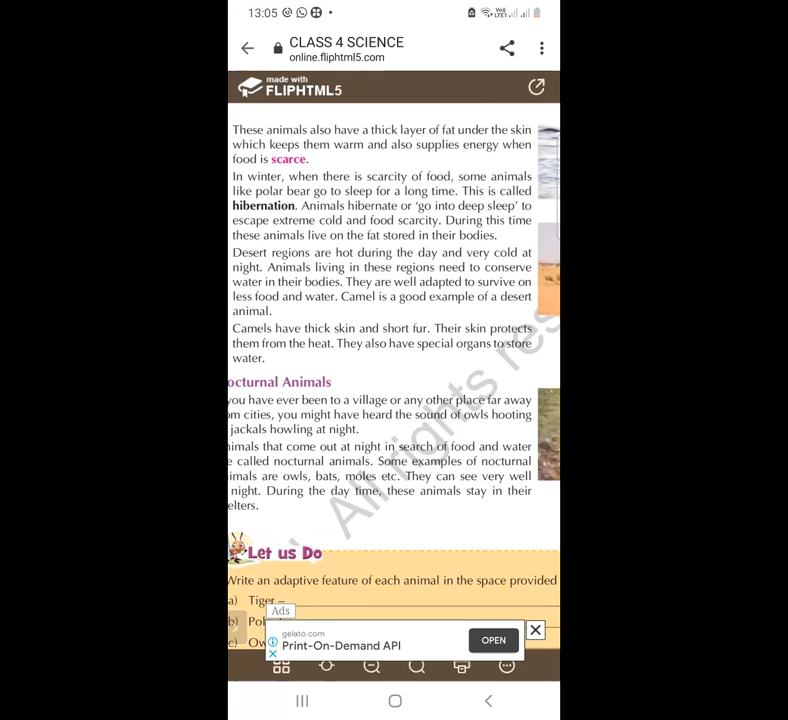 13:05
Vo)) LTE1
CLASS 4 SCIENCE
online.fliphtml5.com
made with
FLIPHTML5
These animals also have a thick layer of fat under the skin
which keeps them warm and also supplies energy when
food is scarce.
In winter, when there is scarcity of food, some animals
like polar bear go to sleep for a long time. This is called
hibernation. Animals hibernate or ‘go into deep sleep’ to
escape extreme cold and food scarcity. During this time
these animals live on the fat stored in their bodies.
Desert regions are hot during the day and very cold at
night. Animals living in these regions need to conserve
water in their bodies. They are well adapted to survive on
less food and water. Camel is a good example of a desert
animal.
Camels have thick skin and short fur. Their skin protects
them from the heat. They also have special organs to store
water.
octurnal Animals
you have ever been to a village or any other place far away
om cities, you might have heard the sound of owls hooting
jackals howling at night.
nimals that come out at night in search of food and water
e called nocturnal animals. Some examples of nocturnal
imals are owls, bats, moles etc. They can see very well
night. During the day time, these animals stay in their
elters.
All rights res
Let us Do
Write an adaptive feature of each animal in the space provided
a) Tiger –
Ads
b) Pol
c) Ow
gelato.com
Print-On-Demand API
OPEN